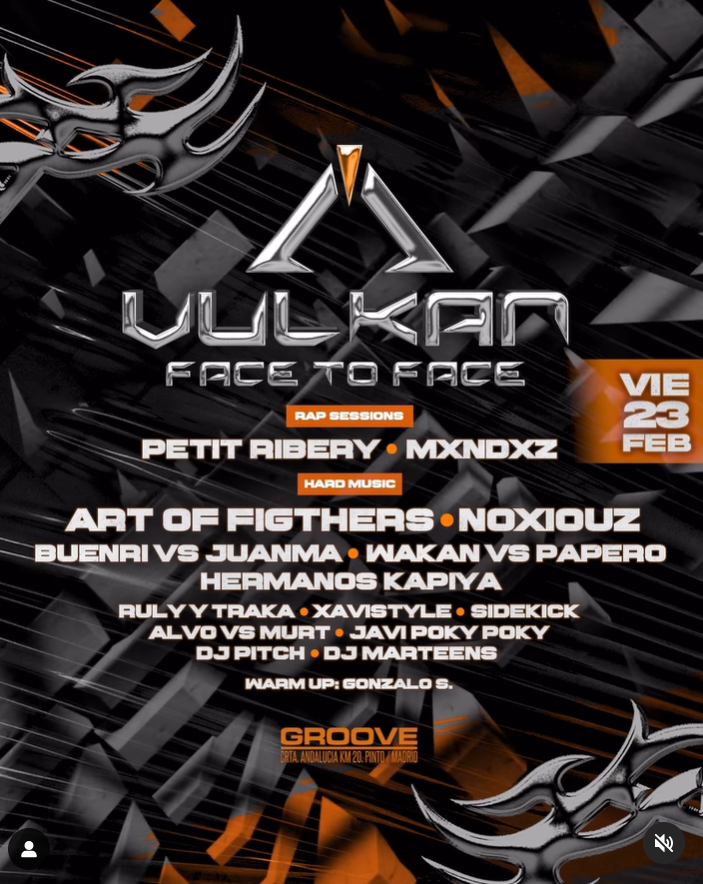 VULKAN
FACE TO FACE
VIE
23
FEB
RAP SESSIONS
PETIT RIBERY • MXNDXZ
HARD MUSIC
ART OF FIGTHERS • NOXIOUZ
BUENRI VS JUANMA • WAKAN VS PAPERO
HERMANOS KAPIYA
RULY Y TRAKA • XAVISTYLE • SIDEKICK
ALVO VS MURT • JAVI POKY POKY
DJ PITCH • DJ MARTEENS
WARM UP: GONZALO S.
GROOVE
CRTA. ANDALUCIA KM 20. PINTO / MADRID